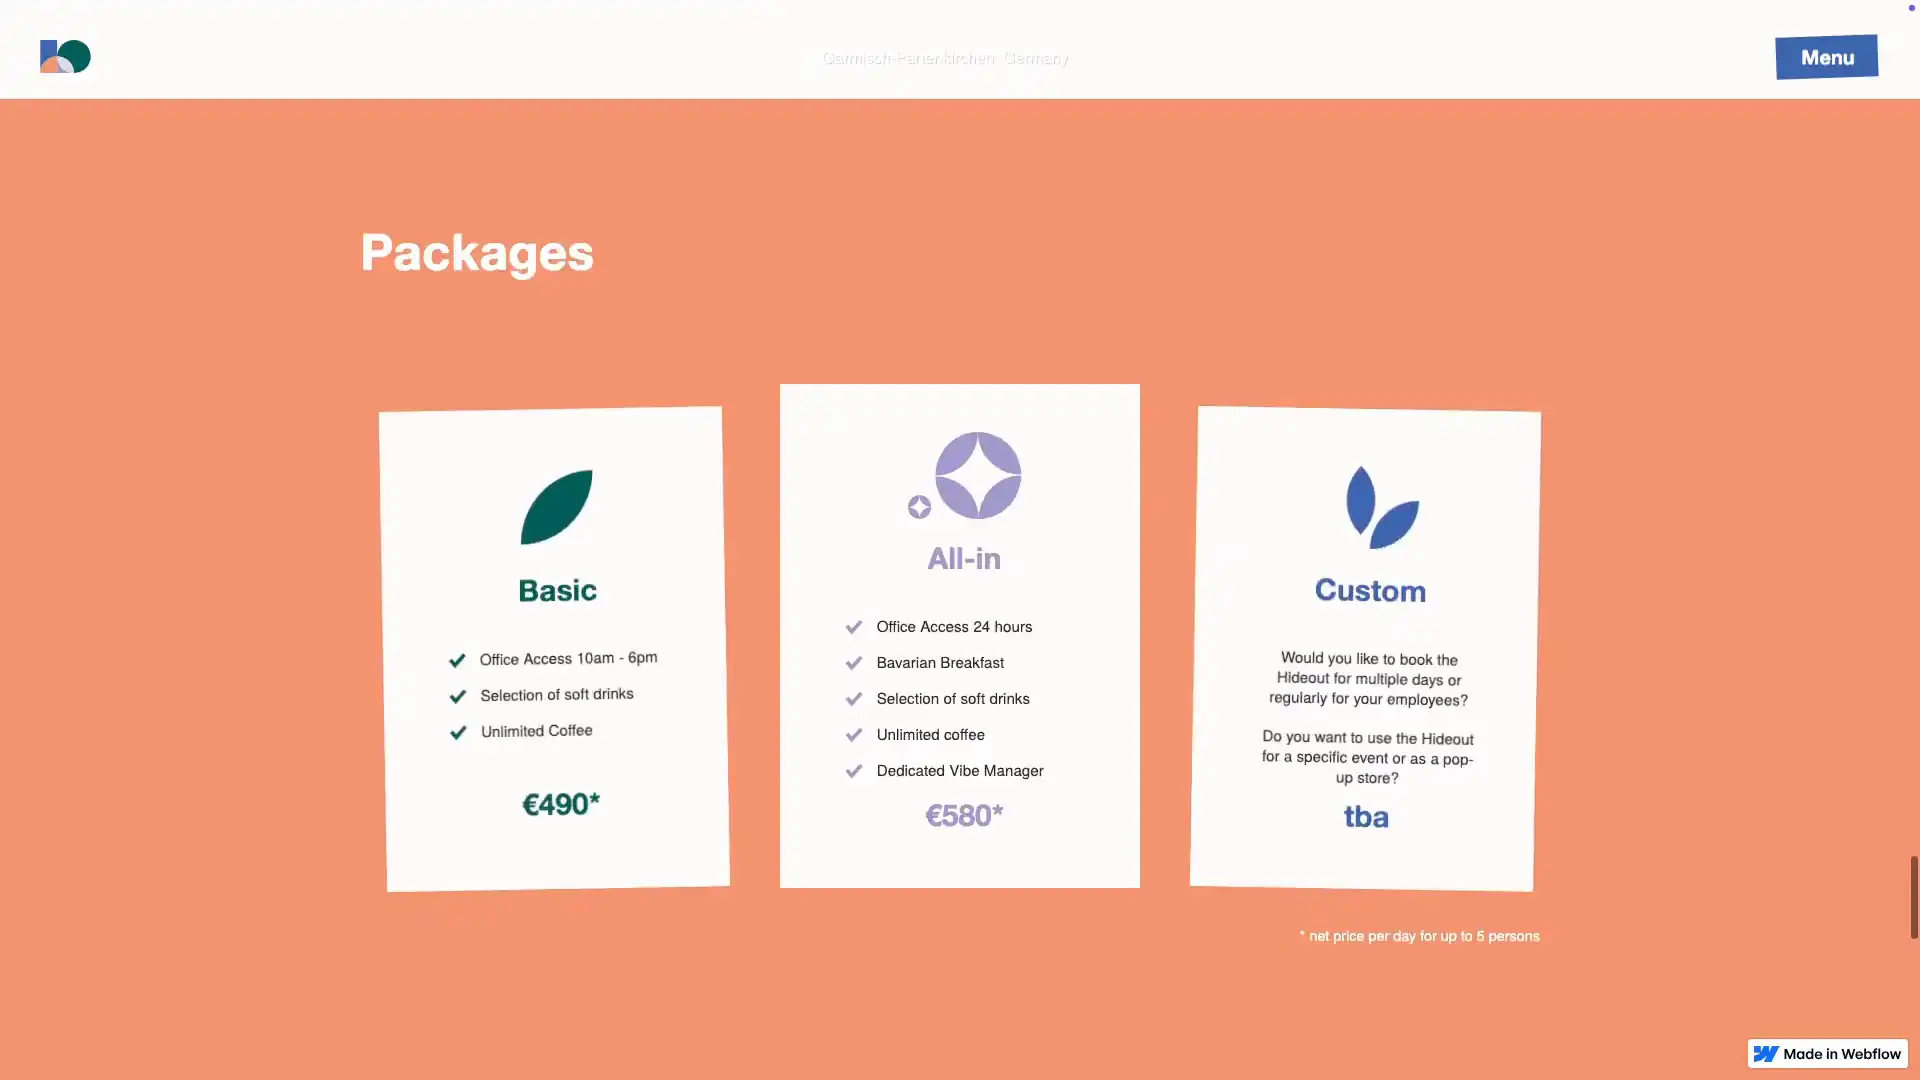 Garmisch-Partenkirchen Germany
Menu
Packages
Basic
Office Access 10am - 6pm
Selection of soft drinks
Unlimited Coffee
€490*
All-in
Office Access 24 hours
Bavarian Breakfast
Selection of soft drinks
Unlimited coffee
Dedicated Vibe Manager
€580*
Custom
Would you like to book the
Hideout for multiple days or
regularly for your employees?
Do you want to use the Hideout
for a specific event or as a pop-
up store?
tba
* net price per day for up to 5 persons
Made in Webflow